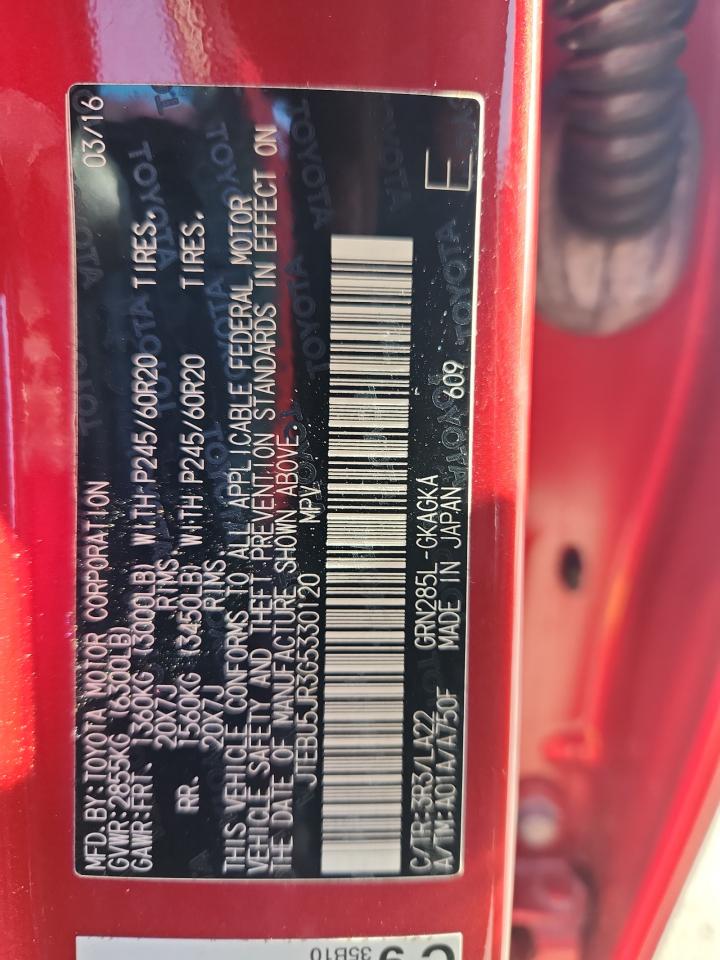 MFD. BY: TOYOTA MOTOR CORPORATION 03/16
GVWR: 2855KG (6300LB)
GAWR: FRT. 1360KG (3000LB) WITH P245/60R20 TIRES.
20X7J RIMS.
RR. 1560KG (3450LB) WITH P245/60R20 TIRES.
20X7J RIMS.
THIS VEHICLE CONFORMS TO ALL APPLICABLE FEDERAL MOTOR
VEHICLE SAFETY AND THEFT PREVENTION STANDARDS IN EFFECT ON
THE DATE OF MANUFACTURE SHOWN ABOVE.
JTEBU5JR3G5330120 MPV
C/TR: 3R3/LA22 GRN285L-GKAGKA
A/TM: A01A/A750F MADE IN JAPAN 609
E
TOYOTA
35B10